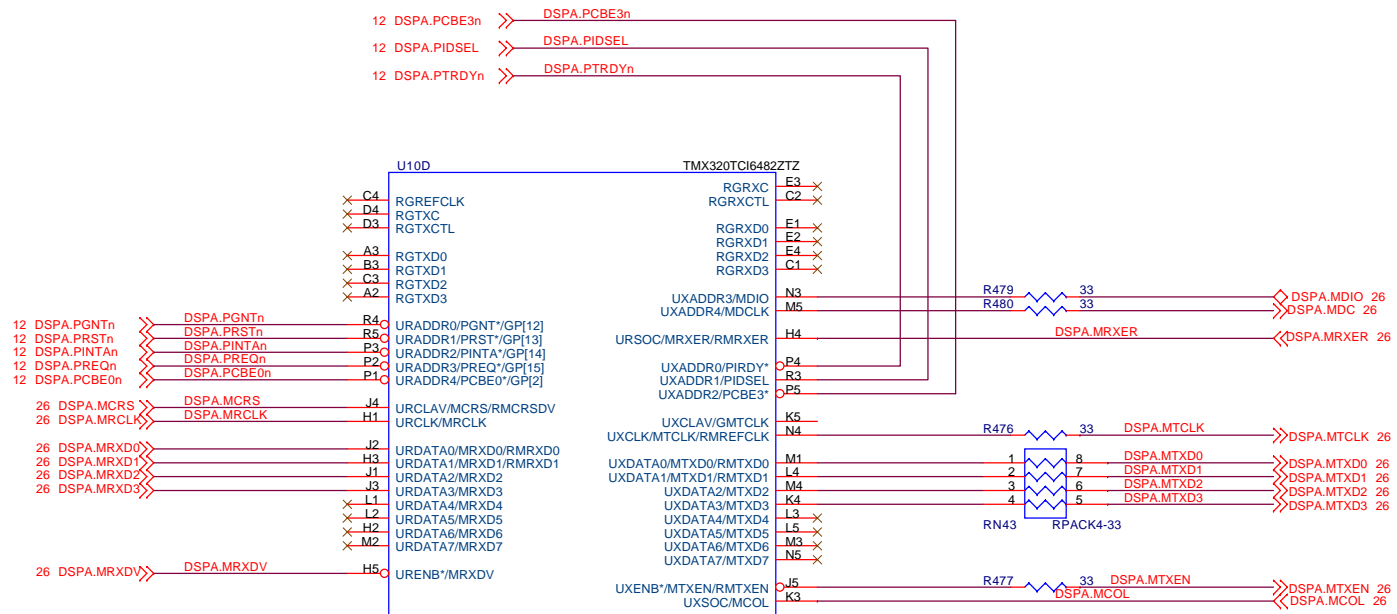 12 DSPA.PCBE3n DSPA.PCBE3n
12 DSPA.PIDSEL DSPA.PIDSEL
12 DSPA.PTRDYn DSPA.PTRDYn
U10D TMX320TCI6482ZTZ
RGRXC E3
C4 RGREFCLK RGRXCTL C2
D4 RGTXC
D3 RGTXCTL RGRXD0 E1
RGRXD1 E2
A3 RGTXD0 RGRXD2 E4
B3 RGTXD1 RGRXD3 C1
C3 RGTXD2
A2 RGTXD3 UXADDR3/MDIO N3 R479 33 DSPA.MDIO 26
UXADDR4/MDCLK M5 R480 33 DSPA.MDC 26
12 DSPA.PGNTn DSPA.PGNTn R4 URADDR0/PGNT*/GP[12]
12 DSPA.PRSTn DSPA.PRSTn R5 URADDR1/PRST*/GP[13] URSOC/MRXER/RMRXER H4 DSPA.MRXER DSPA.MRXER 26
12 DSPA.PINTAn DSPA.PINTAn P3 URADDR2/PINTA*/GP[14]
12 DSPA.PREQn DSPA.PREQn P2 URADDR3/PREQ*/GP[15] UXADDR0/PIRDY* P4
12 DSPA.PCBE0n DSPA.PCBE0n P1 URADDR4/PCBE0*/GP[2] UXADDR1/PIDSEL R3
UXADDR2/PCBE3* P5
26 DSPA.MCRS DSPA.MCRS J4 URCLAV/MCRS/RMCRSDV
26 DSPA.MRCLK DSPA.MRCLK H1 URCLK/MRCLK UXCLAV/GMTCLK K5
UXCLK/MTCLK/RMREFCLK N4 R476 33 DSPA.MTCLK DSPA.MTCLK 26
26 DSPA.MRXD0 DSPA.MRXD0 J2 URDATA0/MRXD0/RMRXD0
26 DSPA.MRXD1 DSPA.MRXD1 H3 URDATA1/MRXD1/RMRXD1 UXDATA0/MTXD0/RMTXD0 M1 1 8 DSPA.MTXD0 DSPA.MTXD0 26
26 DSPA.MRXD2 DSPA.MRXD2 J1 URDATA2/MRXD2 UXDATA1/MTXD1/RMTXD1 L4 2 7 DSPA.MTXD1 DSPA.MTXD1 26
26 DSPA.MRXD3 DSPA.MRXD3 J3 URDATA3/MRXD3 UXDATA2/MTXD2 M4 3 6 DSPA.MTXD2 DSPA.MTXD2 26
L1 URDATA4/MRXD4 UXDATA3/MTXD3 K4 4 5 DSPA.MTXD3 DSPA.MTXD3 26
L2 URDATA5/MRXD5 UXDATA4/MTXD4 L3
RN43 RPACK4-33
H2 URDATA6/MRXD6 UXDATA5/MTXD5 L5
M2 URDATA7/MRXD7 UXDATA6/MTXD6 M3
UXDATA7/MTXD7 N5
26 DSPA.MRXDV DSPA.MRXDV H5 URENB*/MRXDV
UXENB*/MTXEN/RMTXEN J5 R477 33 DSPA.MTXEN DSPA.MTXEN 26
UXSOC/MCOL K3 DSPA.MCOL DSPA.MCOL 26